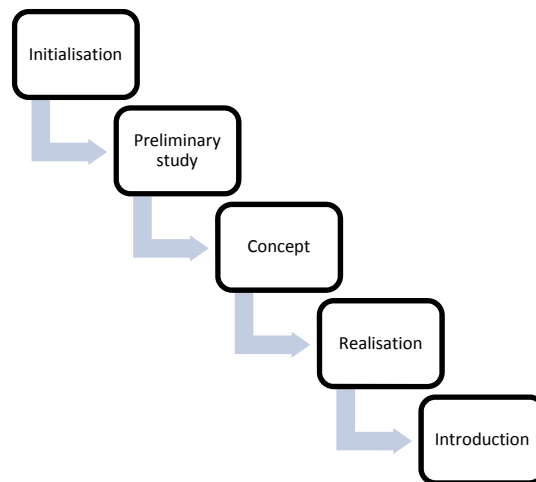 Initialisation
Preliminary
study
Concept
Realisation
Introduction